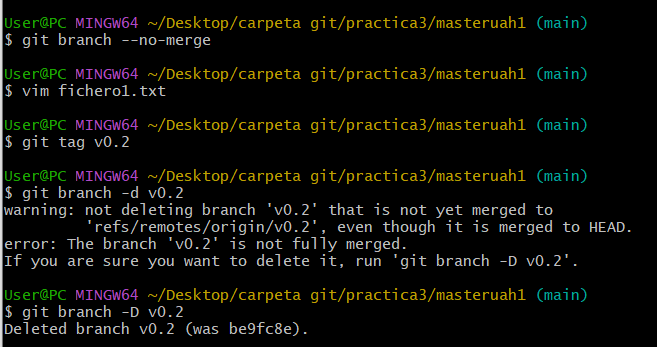 User@PC MINGW64 ~/Desktop/carpeta git/practica3/masteruah1 (main)
$ git branch --no-merge
User@PC MINGW64 ~/Desktop/carpeta git/practica3/masteruah1 (main)
$ vim fichero1.txt
User@PC MINGW64 ~/Desktop/carpeta git/practica3/masteruah1 (main)
$ git tag v0.2
User@PC MINGW64 ~/Desktop/carpeta git/practica3/masteruah1 (main)
$ git branch -d v0.2
warning: not deleting branch 'v0.2' that is not yet merged to
         'refs/remotes/origin/v0.2', even though it is merged to HEAD.
error: The branch 'v0.2' is not fully merged.
If you are sure you want to delete it, run 'git branch -D v0.2'.
User@PC MINGW64 ~/Desktop/carpeta git/practica3/masteruah1 (main)
$ git branch -D v0.2
Deleted branch v0.2 (was be9fc8e).